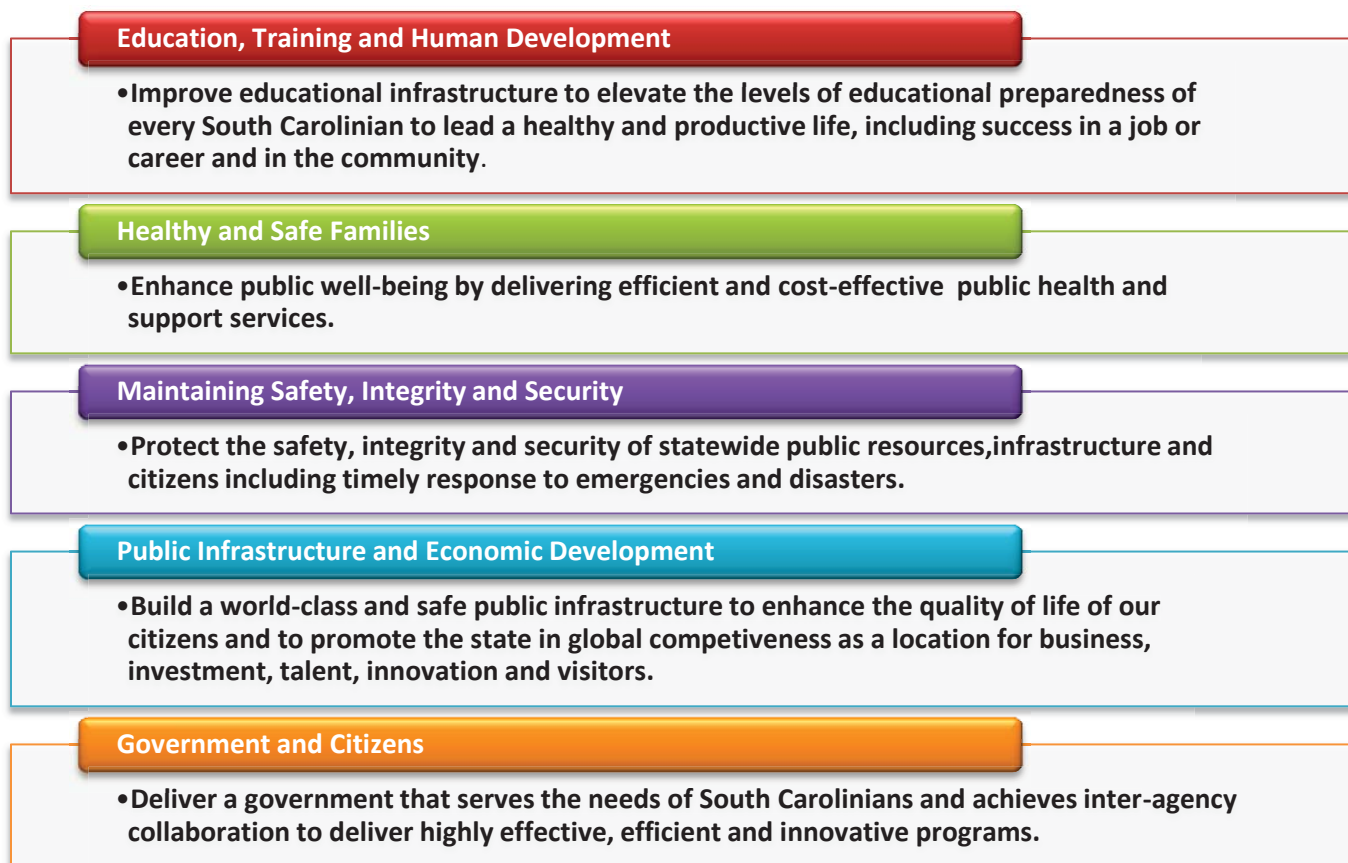 Education, Training and Human Development
•Improve educational infrastructure to elevate the levels of educational preparedness of
every South Carolinian to lead a healthy and productive life, including success in a job or
career and in the community.
Healthy and Safe Families
•Enhance public well-being by delivering efficient and cost-effective  public health and
support services.
Maintaining Safety, Integrity and Security
•Protect the safety, integrity and security of statewide public resources,infrastructure and
citizens including timely response to emergencies and disasters.
Public Infrastructure and Economic Development
•Build a world-class and safe public infrastructure to enhance the quality of life of our
citizens and to promote the state in global competiveness as a location for business,
investment, talent, innovation and visitors.
Government and Citizens
•Deliver a government that serves the needs of South Carolinians and achieves inter-agency
collaboration to deliver highly effective, efficient and innovative programs.